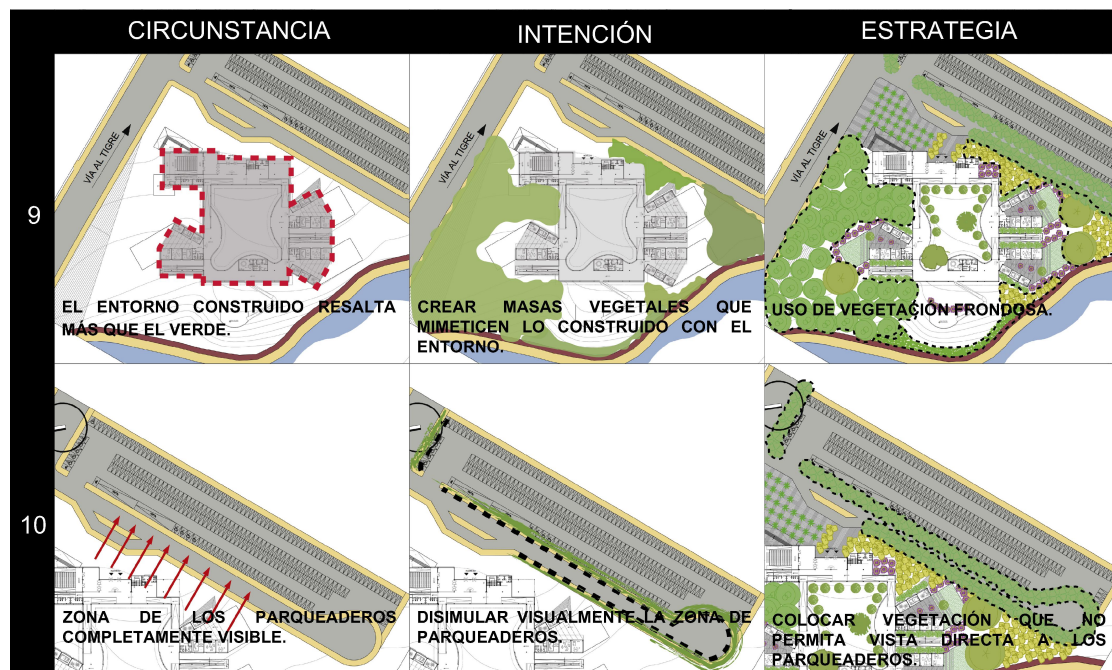 CIRCUNSTANCIA
INTENCIÓN
ESTRATEGIA
9
VÍA AL TIGRE
EL ENTORNO CONSTRUIDO RESALTA
MÁS QUE EL VERDE.
VÍA AL TIGRE
CREAR MASAS VEGETALES QUE
MIMETICEN LO CONSTRUIDO CON EL
ENTORNO.
VÍA AL TIGRE
USO DE VEGETACIÓN FRONDOSA.
10
ZONA DE LOS PARQUEADEROS
COMPLETAMENTE VISIBLE.
DISIMULAR VISUALMENTE LA ZONA DE
PARQUEADEROS.
COLOCAR VEGETACIÓN QUE NO
PERMITA VISTA DIRECTA A LOS
PARQUEADEROS.